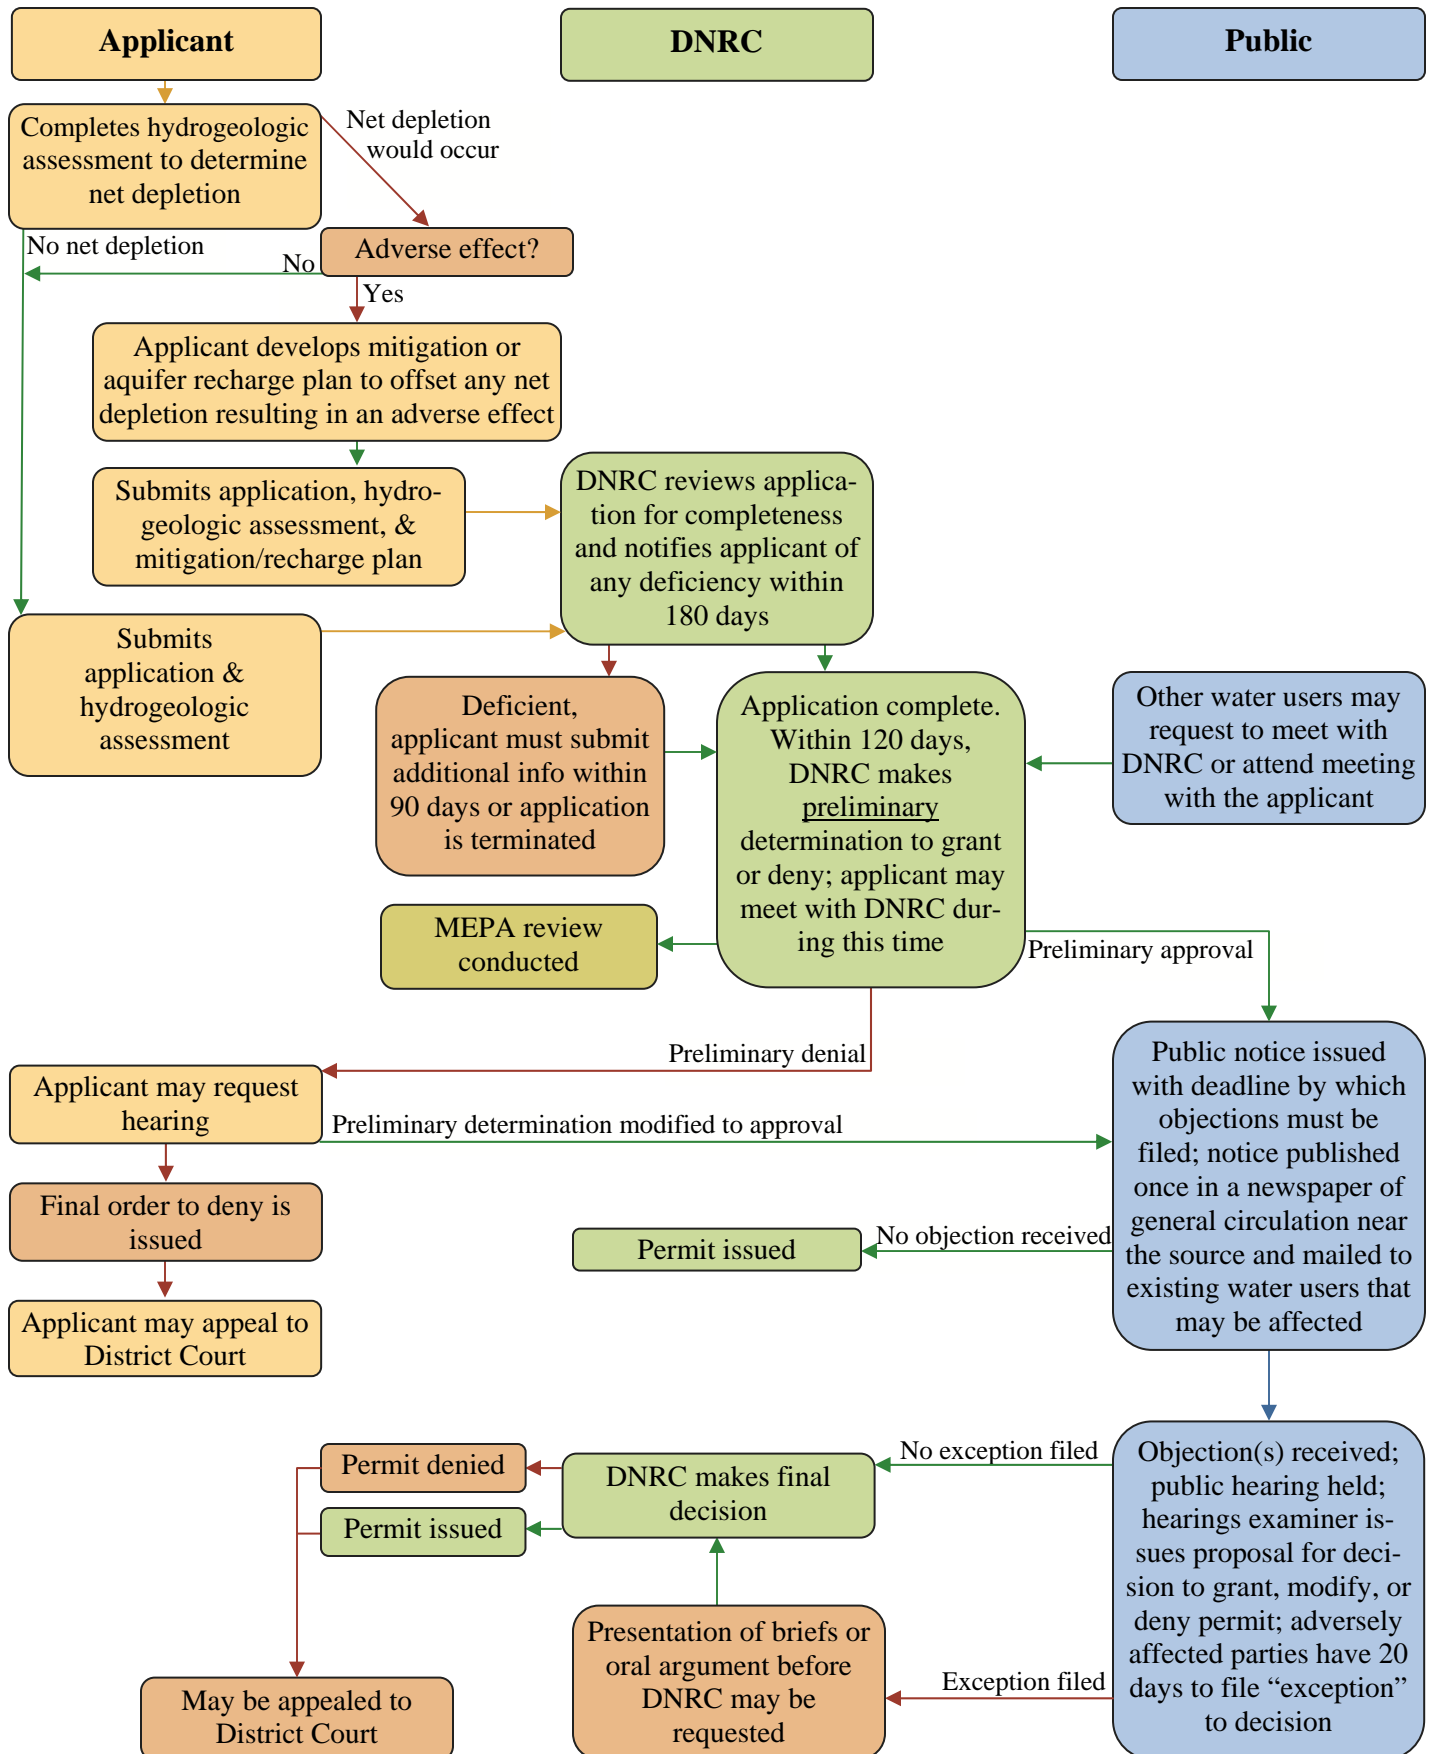 Applicant
DNRC
Public
Completes hydrogeologic
assessment to determine
net depletion
Net depletion
would occur
No net depletion
Adverse effect?
No
Yes
Applicant develops mitigation or
aquifer recharge plan to offset any net
depletion resulting in an adverse effect
Submits application, hydro-
geologic assessment, &
mitigation/recharge plan
DNRC reviews applica-
tion for completeness
and notifies applicant of
any deficiency within
180 days
Submits
application &
hydrogeologic
assessment
Deficient,
applicant must submit
additional info within
90 days or application
is terminated
Application complete.
Within 120 days,
DNRC makes
preliminary
determination to grant
or deny; applicant may
meet with DNRC dur-
ing this time
Other water users may
request to meet with
DNRC or attend meeting
with the applicant
MEPA review
conducted
Preliminary approval
Preliminary denial
Applicant may request
hearing
Preliminary determination modified to approval
Public notice issued
with deadline by which
objections must be
filed; notice published
once in a newspaper of
general circulation near
the source and mailed to
existing water users that
may be affected
Final order to deny is
issued
No objection received
Permit issued
Applicant may appeal to
District Court
Objection(s) received;
public hearing held;
hearings examiner is-
sues proposal for deci-
sion to grant, modify, or
deny permit; adversely
affected parties have 20
days to file “exception”
to decision
No exception filed
DNRC makes final
decision
Permit denied
Permit issued
Exception filed
Presentation of briefs or
oral argument before
DNRC may be
requested
May be appealed to
District Court